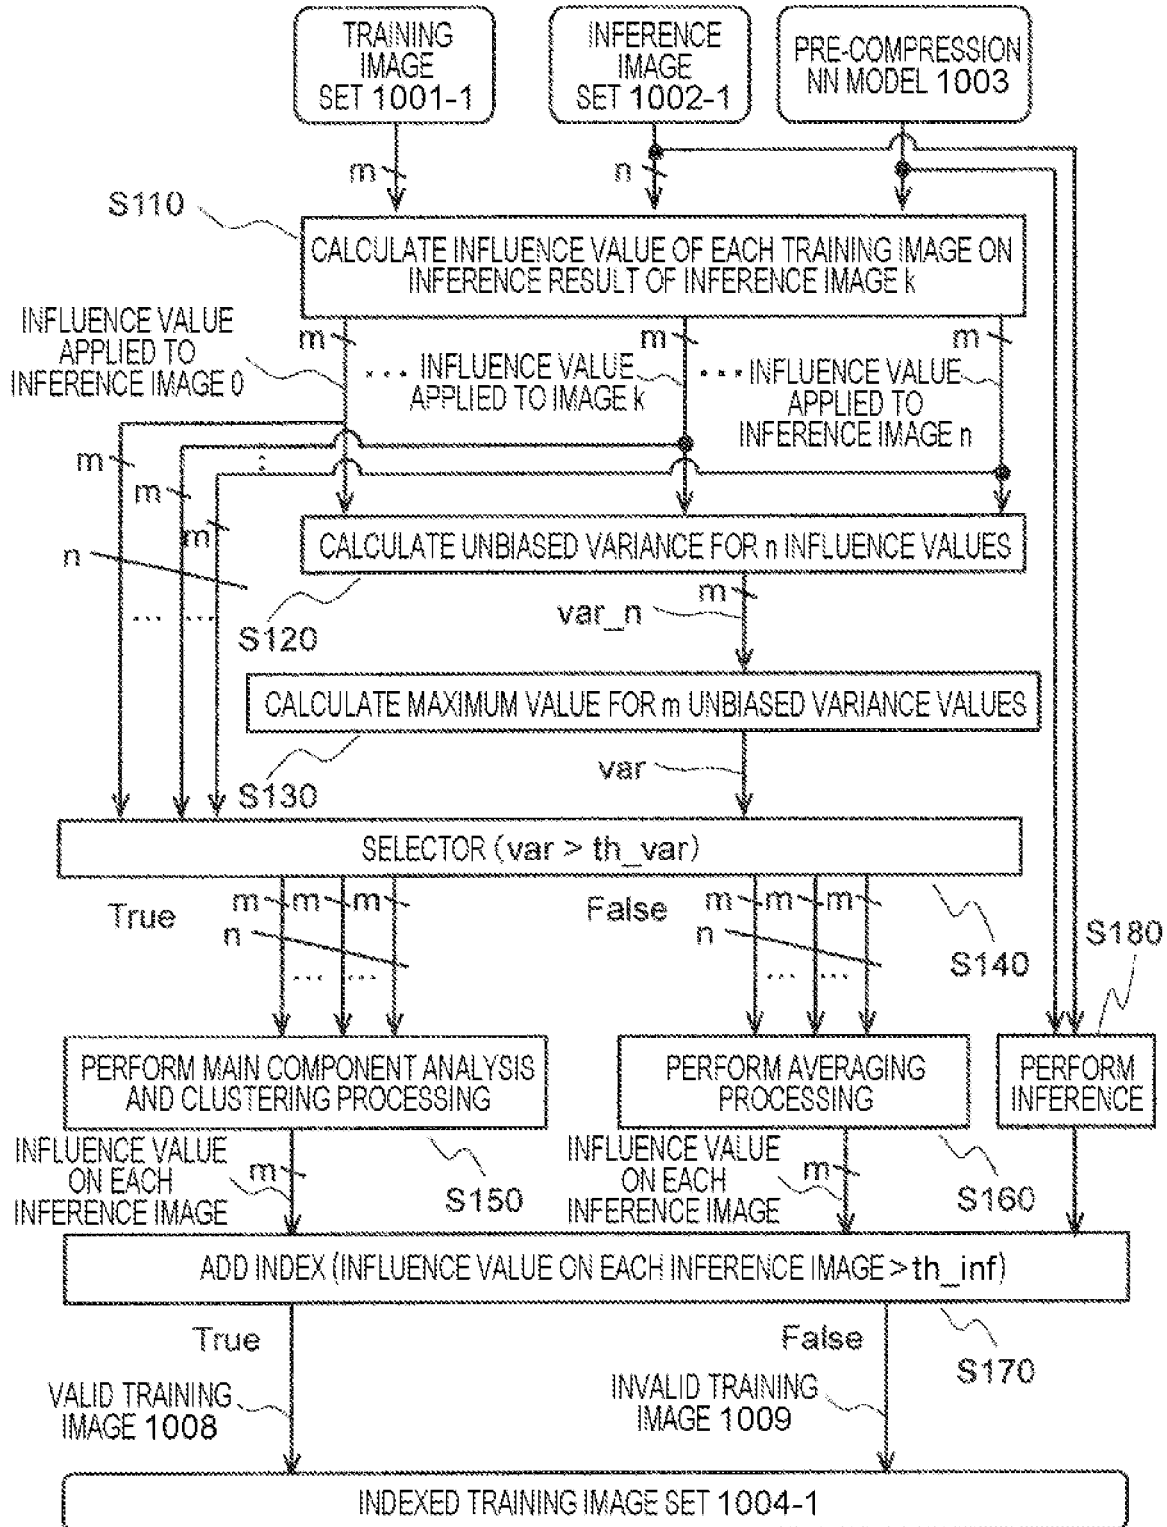 TRAINING
IMAGE
SET 1001-1
INFERENCE
IMAGE
SET 1002-1
PRE-COMPRESSION
NN MODEL 1003
m
n
S110
CALCULATE INFLUENCE VALUE OF EACH TRAINING IMAGE ON
INFERENCE RESULT OF INFERENCE IMAGE k
INFLUENCE VALUE
APPLIED TO
INFERENCE IMAGE 0
m
m
m
... INFLUENCE VALUE
APPLIED TO IMAGE k
... INFLUENCE VALUE
APPLIED TO
INFERENCE IMAGE n
m
m
m
n
... ...
CALCULATE UNBIASED VARIANCE FOR n INFLUENCE VALUES
S120
m
var_n
CALCULATE MAXIMUM VALUE FOR m UNBIASED VARIANCE VALUES
S130
var
SELECTOR (var > th_var)
True
m m m
n
... ...
False
m m m
n
... ...
S140
S180
PERFORM MAIN COMPONENT ANALYSIS
AND CLUSTERING PROCESSING
PERFORM AVERAGING
PROCESSING
PERFORM
INFERENCE
INFLUENCE VALUE
ON EACH
INFERENCE IMAGE
m
S150
INFLUENCE VALUE
ON EACH
INFERENCE IMAGE
m
S160
ADD INDEX (INFLUENCE VALUE ON EACH INFERENCE IMAGE > th_inf)
True
False
S170
VALID TRAINING
IMAGE 1008
INVALID TRAINING
IMAGE 1009
INDEXED TRAINING IMAGE SET 1004-1